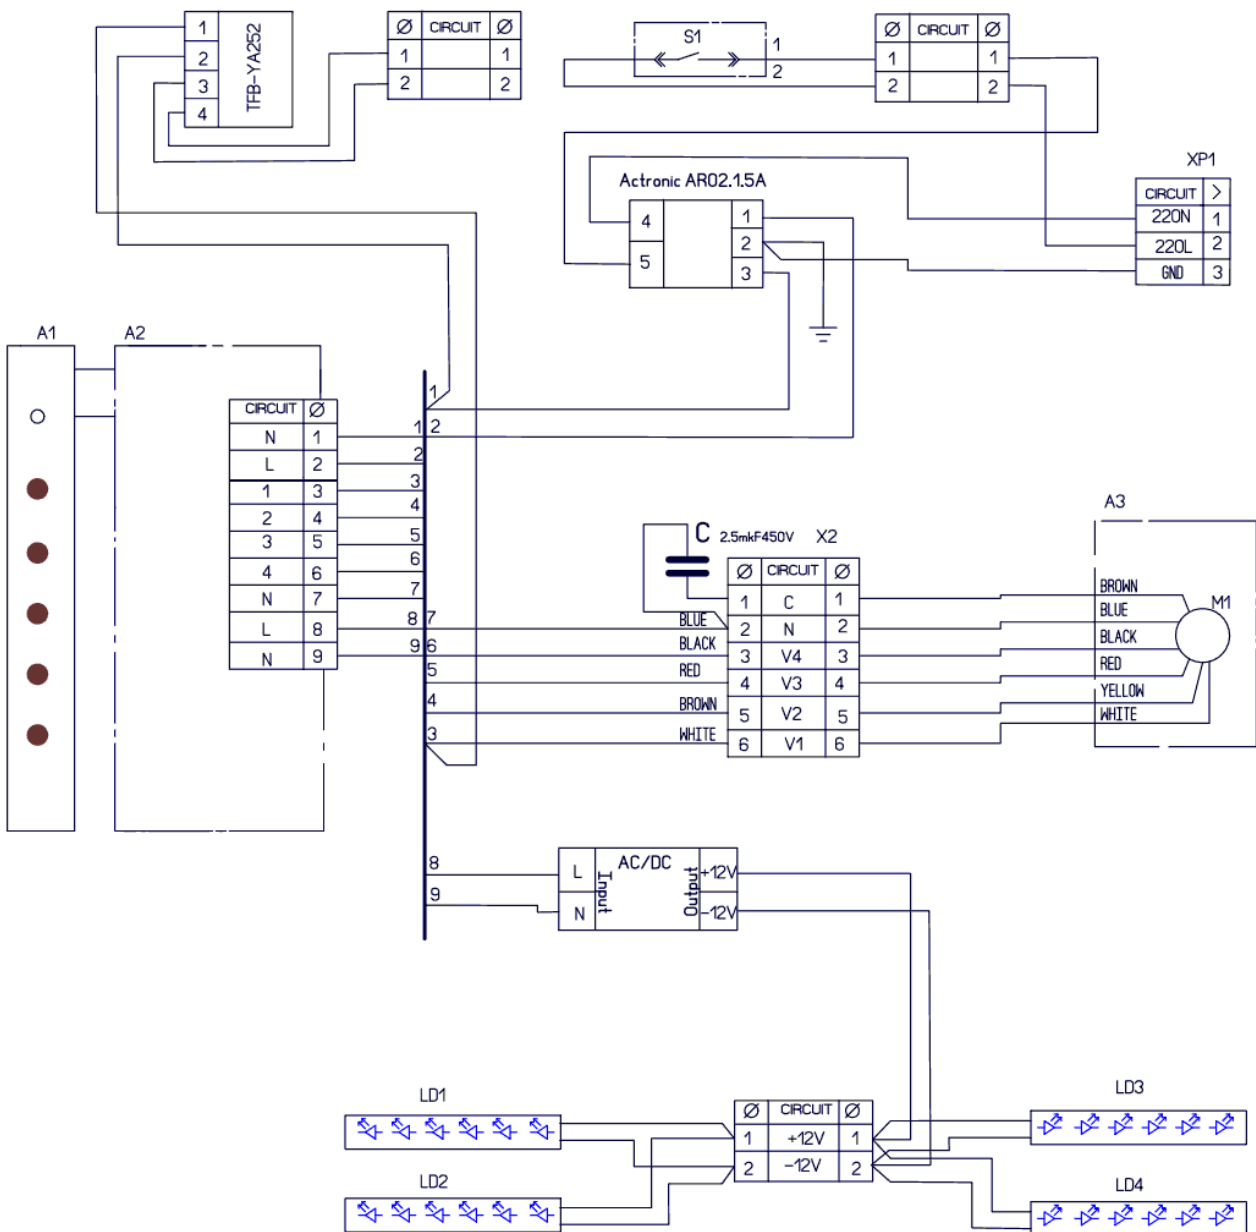 1
2
3
4
TFB-YA252
Ø CIRCUIT Ø
1 1
2 2
S1
1
2
Ø CIRCUIT Ø
1 1
2 2
XP1
CIRCUIT >
220N 1
220L 2
GND 3
Actronic AR02.1.5A
4 1
5 2
3
A1
A2
CIRCUIT Ø
N 1
L 2
1 3
2 4
3 5
4 6
N 7
L 8
N 9
1
1 2
2
3
4
5
6
7
8 7
9 6
5
4
3
8
9
BLUE
BLACK
RED
BROWN
WHITE
C 2.5mkF450V X2
Ø CIRCUIT Ø
1 C 1
2 N 2
3 V4 3
4 V3 4
5 V2 5
6 V1 6
A3
BROWN
BLUE
BLACK
RED
YELLOW
WHITE
M1
AC/DC
L Input Output +12V
N -12V
LD1
LD2
Ø CIRCUIT Ø
1 +12V 1
2 -12V 2
LD3
LD4